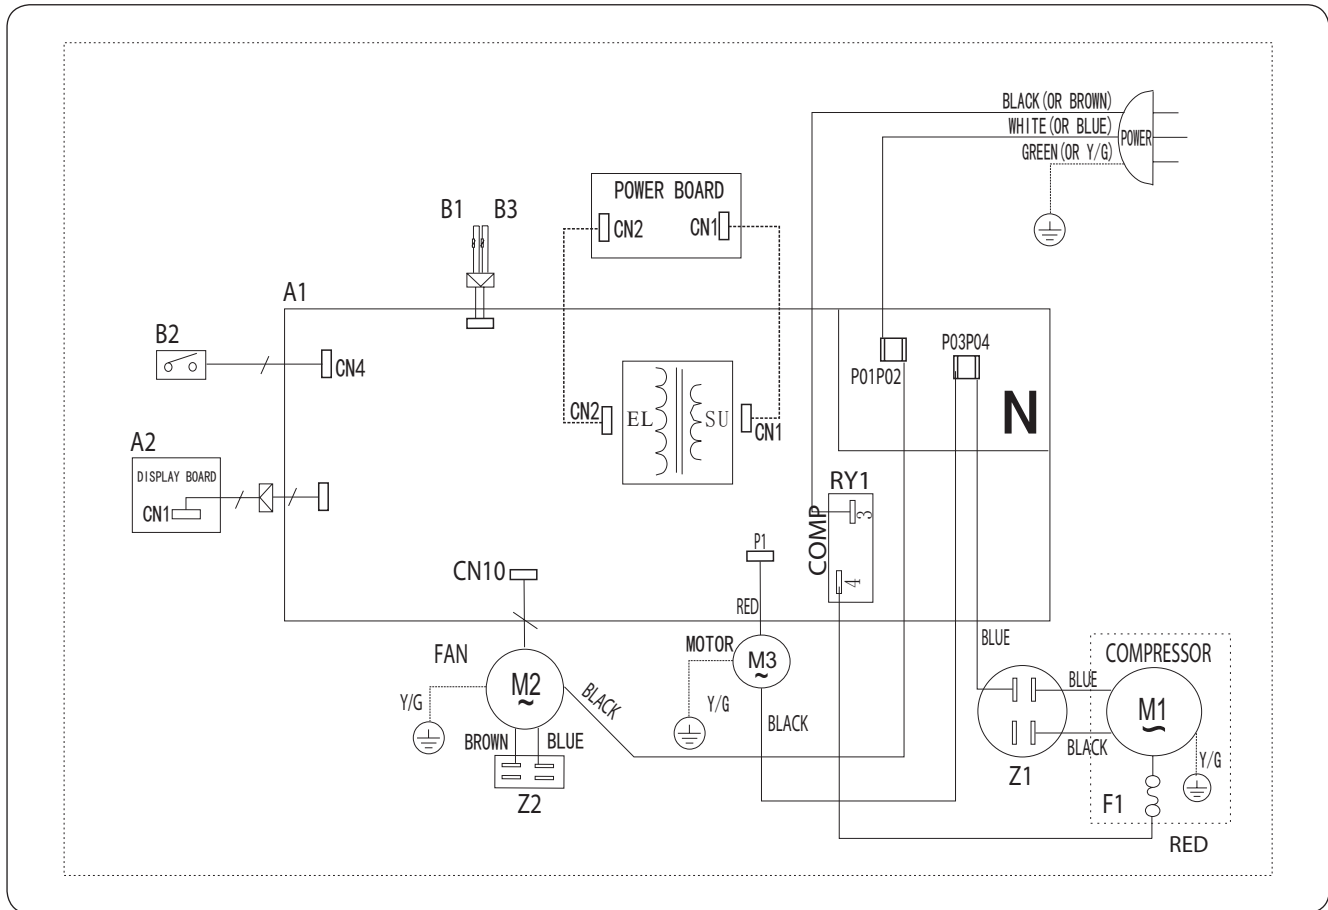 BLACK(OR BROWN)
WHITE(OR BLUE)
POWER
GREEN(OR Y/G)
POWER BOARD
B1 B3
CN2 CN1
A1
B2
P03P04
CN4
P01P02
CN2 EL SU CN1
N
A2
DISPLAY BOARD
CN1
RY1
COMP
3
4
P1
CN10
RED
FAN
MOTOR
M3
~
BLUE
COMPRESSOR
M2
~
BLACK
Y/G
Y/G
BLACK
BLUE
M1
~
BLACK
Y/G
BROWN BLUE
Z2
Z1
F1
RED